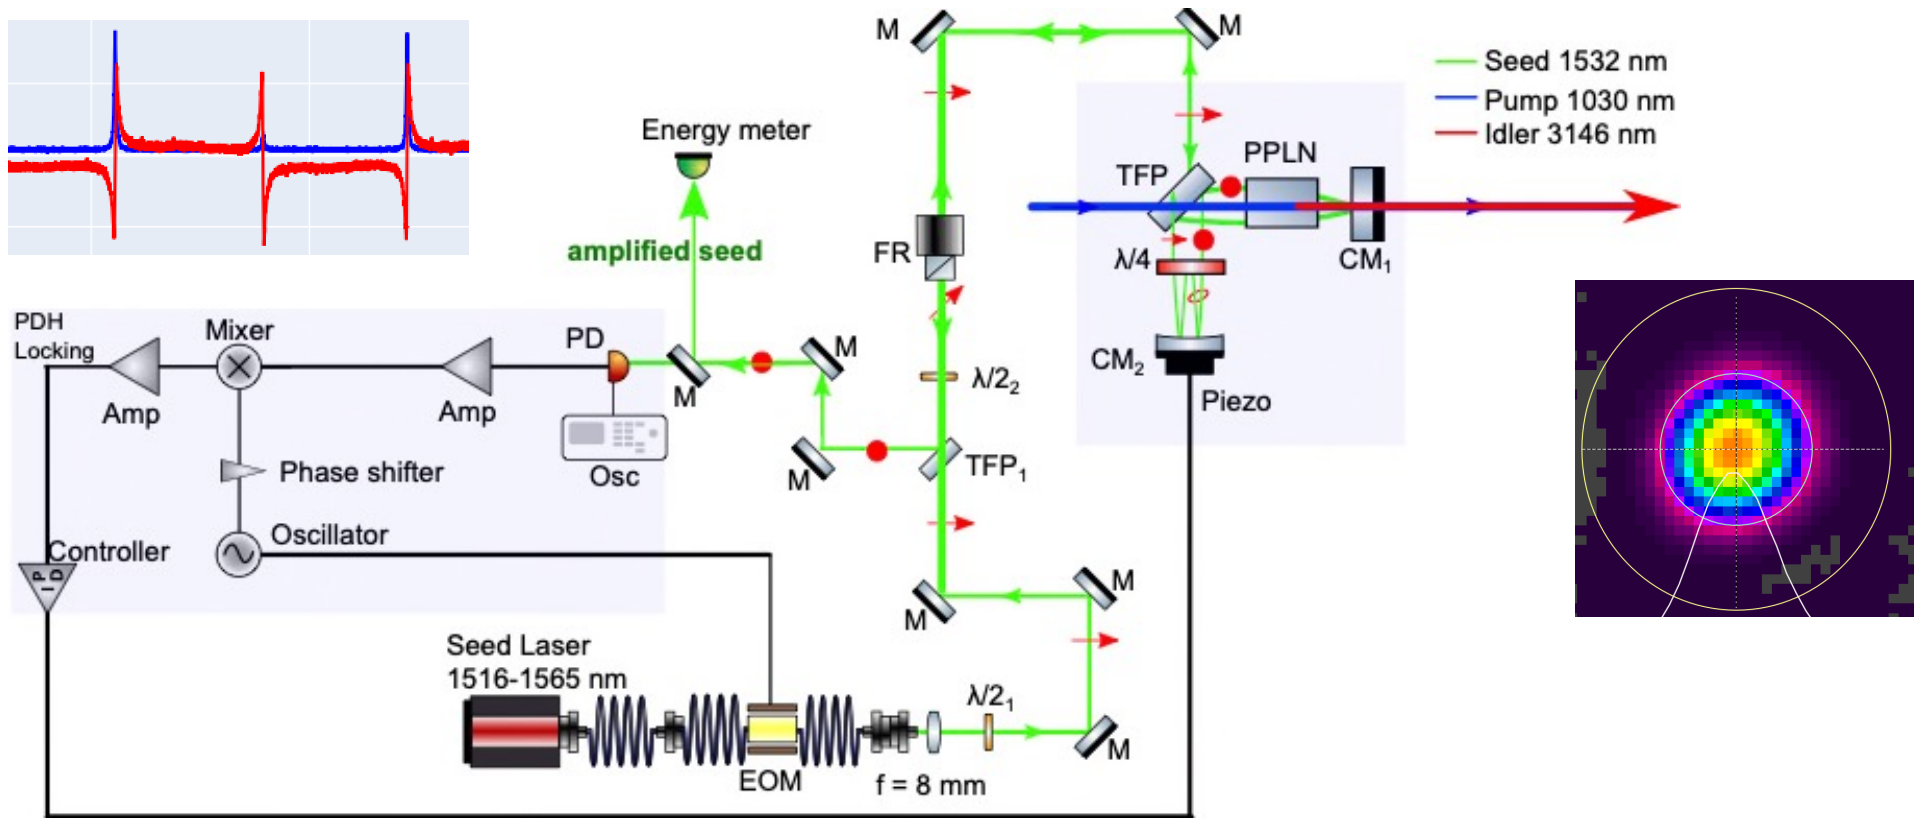 M
M
Seed 1532 nm
Pump 1030 nm
Idler 3146 nm
Energy meter
TFP
PPLN
FR
amplified seed
λ/4
CM₁
PDH
Locking
Mixer
PD
M
M
CM₂
λ/2₂
Piezo
Amp
Amp
M
Osc
TFP₁
Phase shifter
Oscillator
Controller
P
I D
M
M
Seed Laser
1516-1565 nm
λ/2₁
M
EOM
f = 8 mm